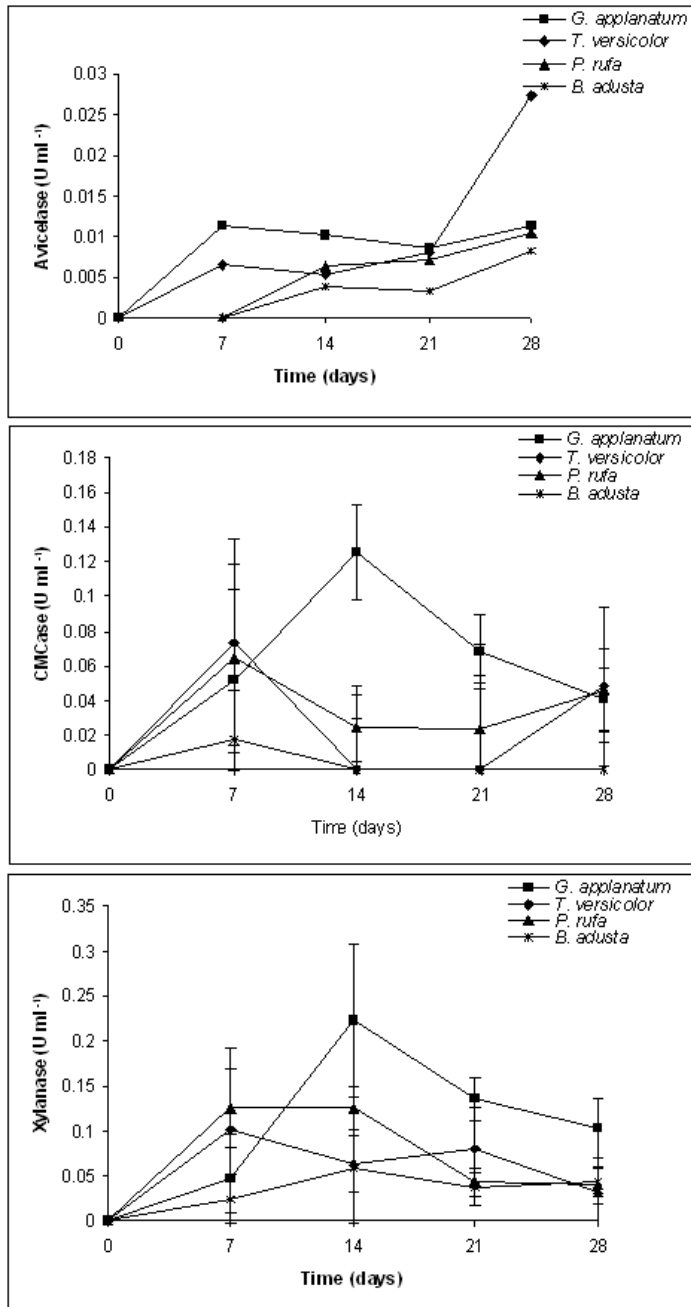 G. applanatum
T. versicolor
P. rufa
B. adusta
0.03
0.025
0.02
0.015
0.01
0.005
0
Avicelase (U ml -1)
0 7 14 21 28
Time (days)
G. applanatum
T. versicolor
P. rufa
B. adusta
0.18
0.16
0.14
0.12
0.1
0.08
0.06
0.04
0.02
0
CMCase (U ml -1)
0 7 14 21 28
Time (days)
G. applanatum
T. versicolor
P. rufa
B. adusta
0.35
0.3
0.25
0.2
0.15
0.1
0.05
0
Xylanase (U ml -1)
0 7 14 21 28
Time (days)